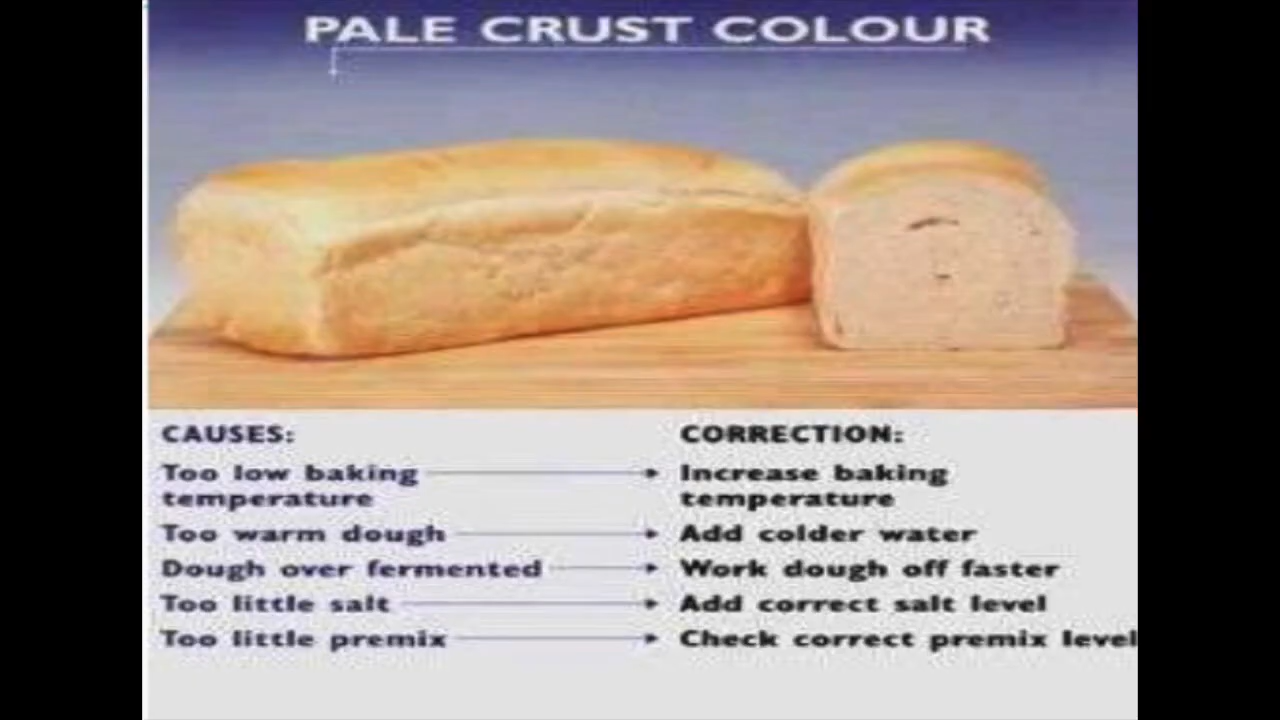 PALE CRUST COLOUR
CAUSES:
CORRECTION:
Too low baking
temperature
Increase baking
temperature
Too warm dough
Add colder water
Dough over fermented
Work dough off faster
Too little salt
Add correct salt level
Too little premix
Check correct premix level